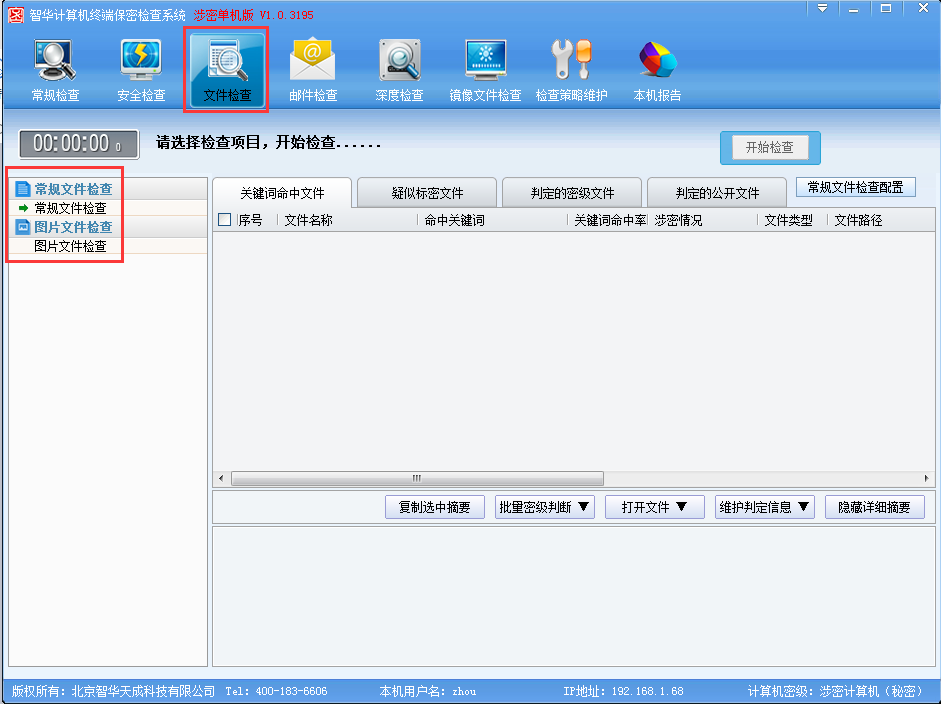 智华计算机终端保密检查系统 涉密单机版 V1.0.3195
常规检查 安全检查 文件检查 邮件检查 深度检查 镜像文件检查 检查策略维护 本机报告
00:00:00 0 请选择检查项目，开始检查...... 开始检查
常规文件检查
常规文件检查
图片文件检查
图片文件检查
关键词命中文件 疑似标密文件 判定的密级文件 判定的公开文件 常规文件检查配置
序号 文件名称 命中关键词 关键词命中率 涉密情况 文件类型 文件路径
复制选中摘要 批量密级判断▼ 打开文件▼ 维护判定信息▼ 隐藏详细摘要
版权所有：北京智华天成科技有限公司 Tel: 400-183-6606 本机用户名：zhou IP地址：192.168.1.68 计算机密级：涉密计算机（秘密）